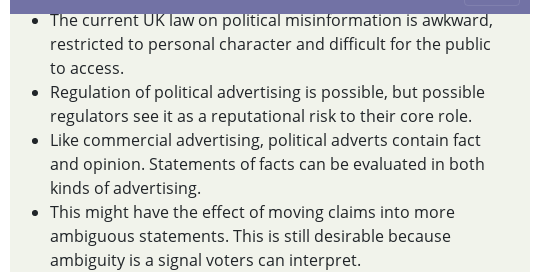 • The current UK law on political misinformation is awkward,
restricted to personal character and difficult for the public
to access.
• Regulation of political advertising is possible, but possible
regulators see it as a reputational risk to their core role.
• Like commercial advertising, political adverts contain fact
and opinion. Statements of facts can be evaluated in both
kinds of advertising.
• This might have the effect of moving claims into more
ambiguous statements. This is still desirable because
ambiguity is a signal voters can interpret.